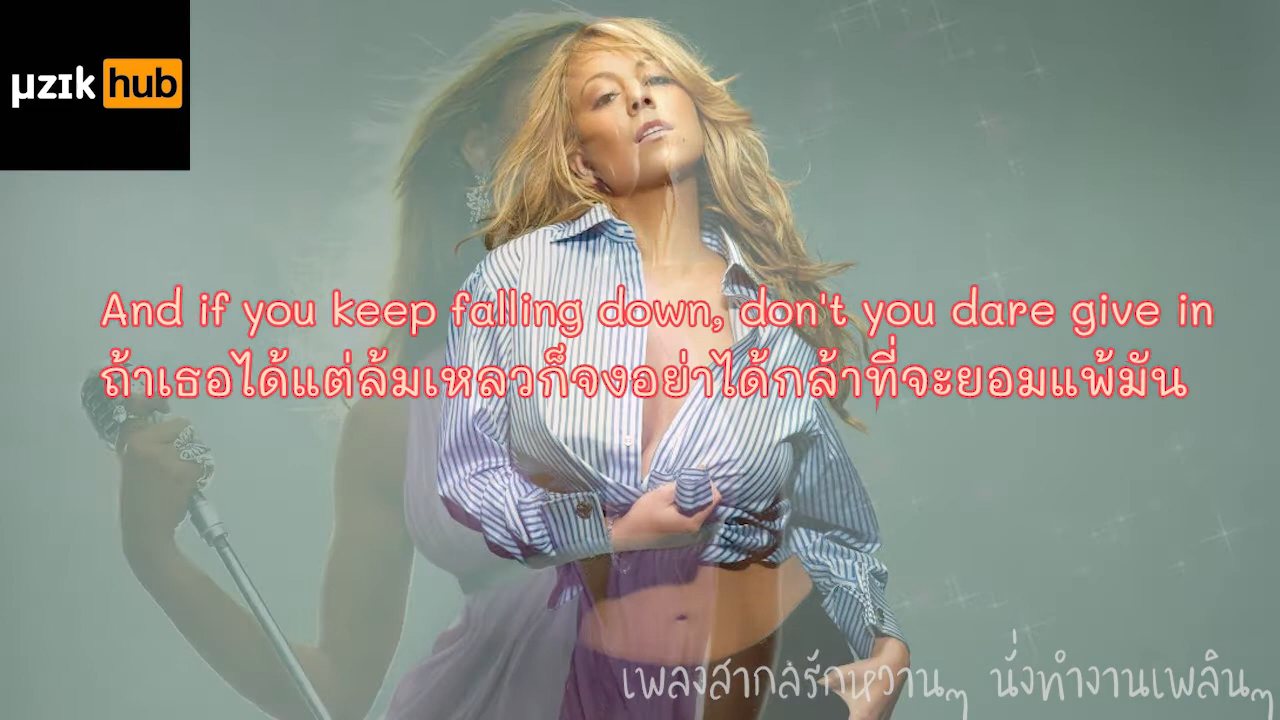 µzɪk hub
And if you keep falling down, don't you dare give in
ถ้าเธอได้แต่ล้มเหลวก็จงอย่าได้กล้าที่จะยอมแพ้มัน
เพลงสากลรักหวานๆ นั่งทำงานเพลินๆ